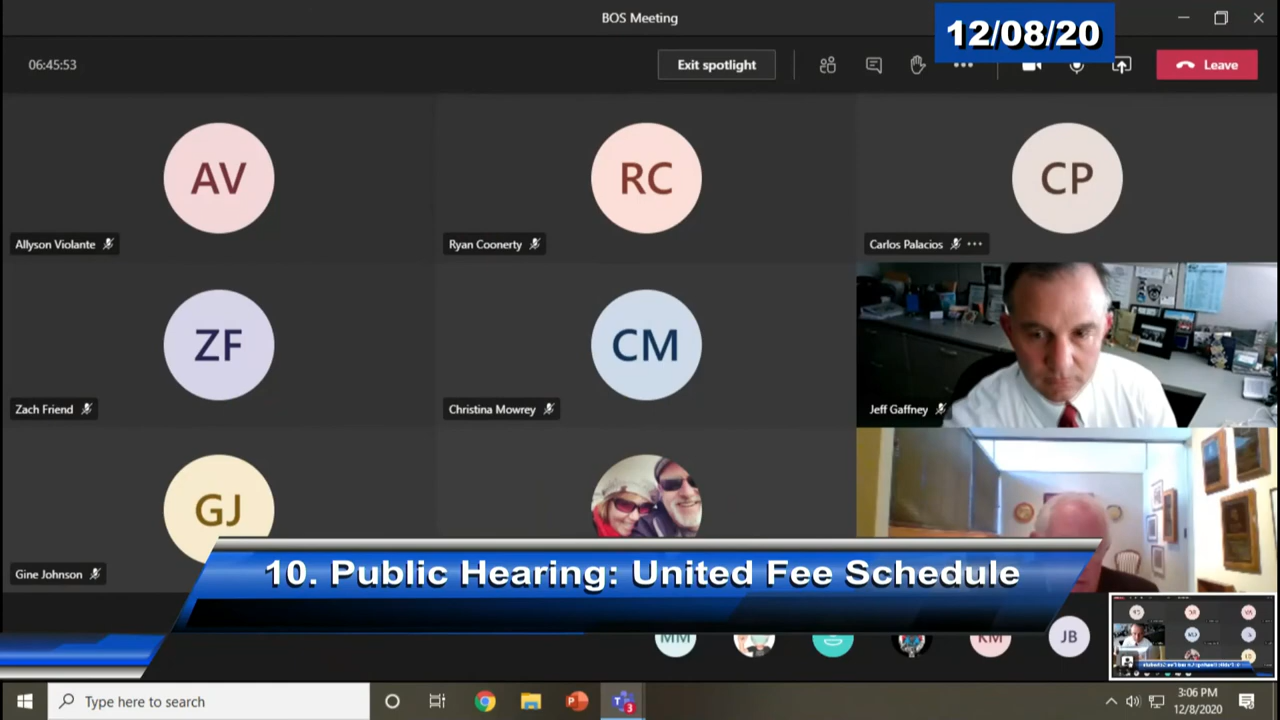 BOS Meeting
12/08/20
06:45:53
Exit spotlight
Leave
AV
RC
CP
Allyson Violante
Ryan Coonerty
Carlos Palacios
ZF
CM
Zach Friend
Christina Mowrey
Jeff Gaffney
GJ
Gine Johnson
10. Public Hearing: United Fee Schedule
MM
KM
JB
Type here to search
3
3:06 PM
12/8/2020